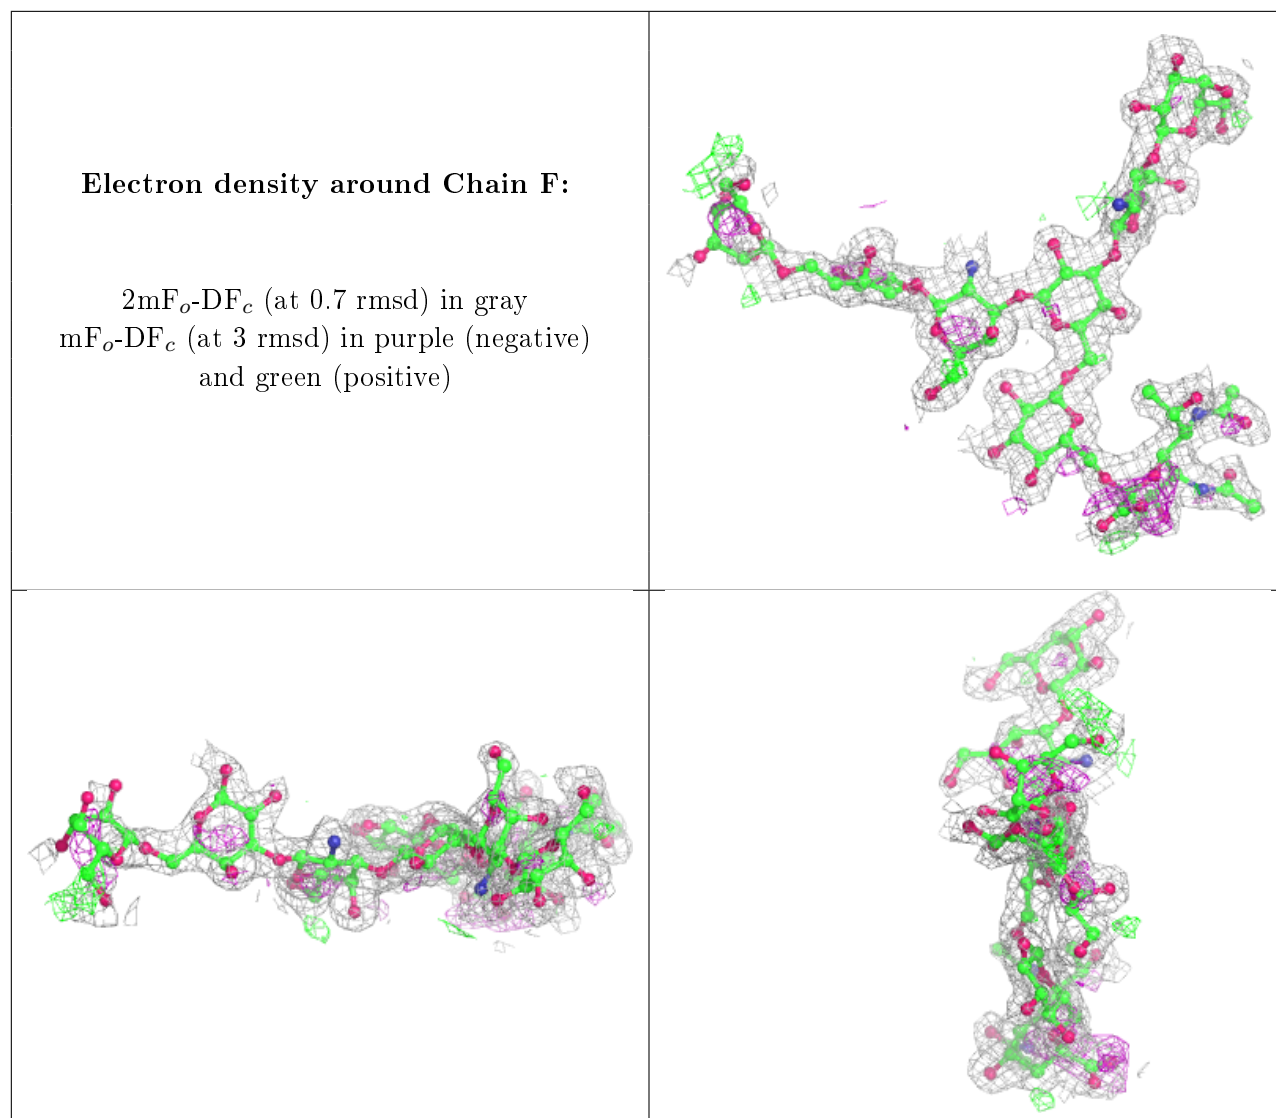 Electron density around Chain F:
2mFₒ-DF𝒸 (at 0.7 rmsd) in gray
mFₒ-DF𝒸 (at 3 rmsd) in purple (negative)
and green (positive)